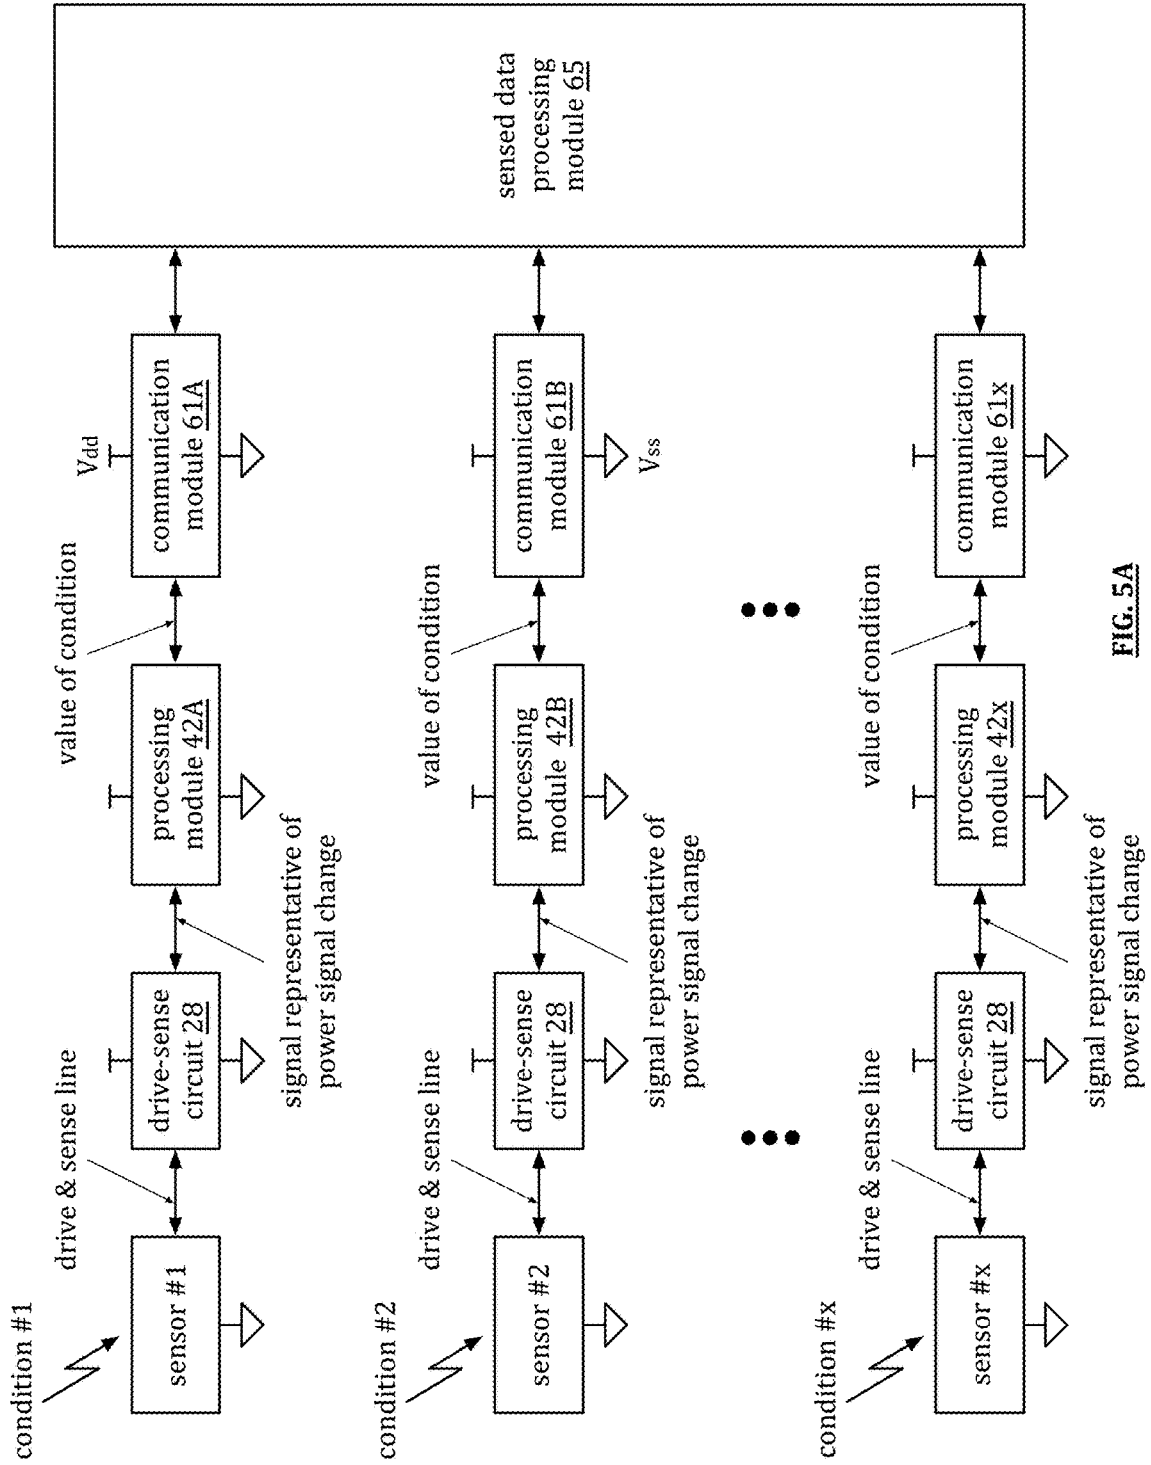 condition #1
drive & sense line
value of condition
Vdd
sensor #1
drive-sense
circuit 28
processing
module 42A
communication
module 61A
signal representative of
power signal change
sensed data
processing
module 65
condition #2
drive & sense line
value of condition
sensor #2
drive-sense
circuit 28
processing
module 42B
communication
module 61B
Vss
signal representative of
power signal change
condition #x
drive & sense line
value of condition
sensor #x
drive-sense
circuit 28
processing
module 42x
communication
module 61x
signal representative of
power signal change
FIG. 5A